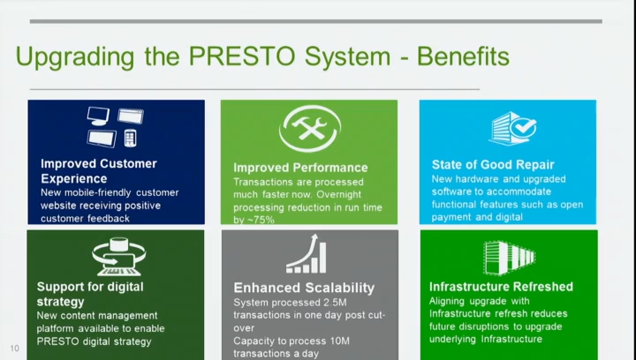 Upgrading the PRESTO System - Benefits
Improved Customer
Experience
New mobile-friendly customer
website receiving positive
customer feedback
Improved Performance
Transactions are processed
much faster now. Overnight
processing reduction in run time
by ~75%
State of Good Repair
New hardware and upgraded
software to accommodate
functional features such as open
payment and digital
Support for digital
strategy
New content management
platform available to enable
PRESTO digital strategy
Enhanced Scalability
System processed 2.5M
transactions in one day post cut-
over
Capacity to process 10M
transactions a day
Infrastructure Refreshed
Aligning upgrade with
Infrastructure refresh reduces
future disruptions to upgrade
underlying Infrastructure
10